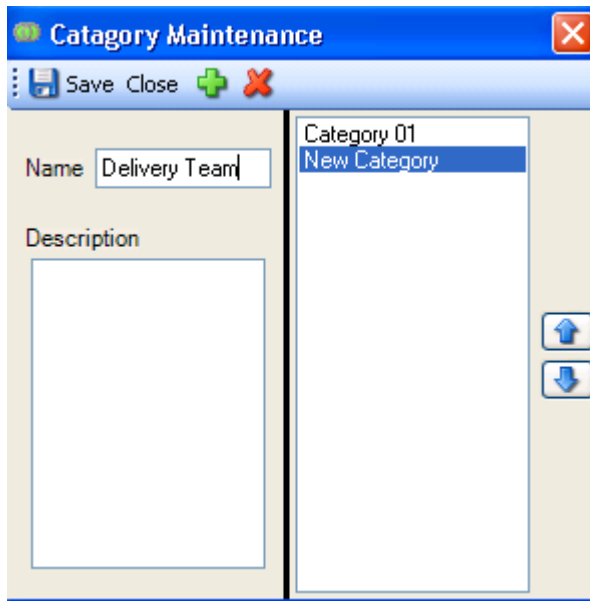 Catagory Maintenance
Save Close
Name Delivery Team
Description
Category 01
New Category